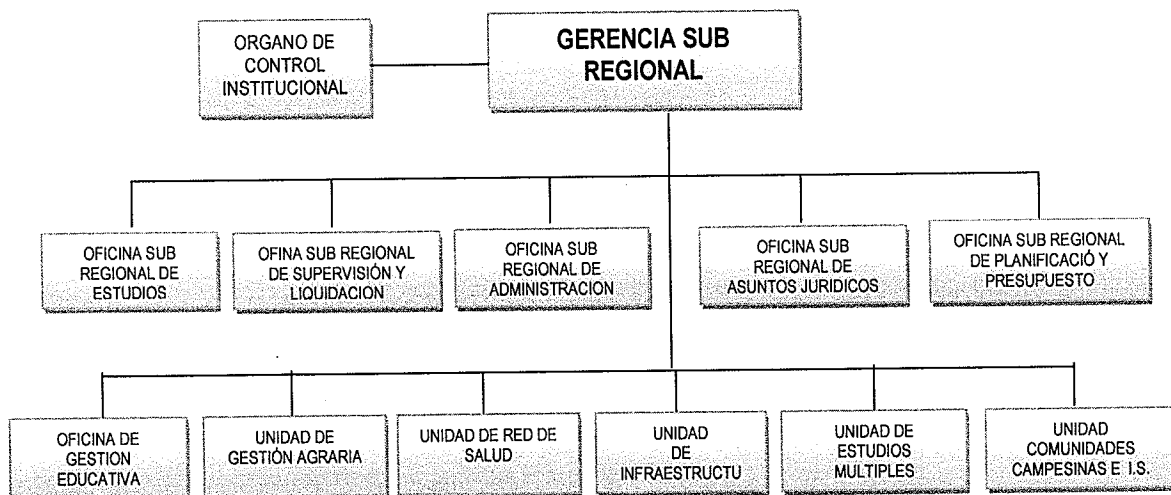 ORGANO DE
CONTROL
INSTITUCIONAL
GERENCIA SUB
REGIONAL
OFICINA SUB
REGIONAL DE
ESTUDIOS
OFINA SUB REGIONAL
DE SUPERVISIÓN Y
LIQUIDACION
OFICINA SUB
REGIONAL DE
ADMINISTRACION
OFICINA SUB
REGIONAL DE
ASUNTOS JURIDICOS
OFICINA SUB REGIONAL
DE PLANIFICACIÓ Y
PRESUPUESTO
OFICINA DE
GESTION
EDUCATIVA
UNIDAD DE
GESTIÓN AGRARIA
UNIDAD DE RED DE
SALUD
UNIDAD
DE
INFRAESTRUCTU
UNIDAD DE
ESTUDIOS
MULTIPLES
UNIDAD
COMUNIDADES
CAMPESINAS E I.S.